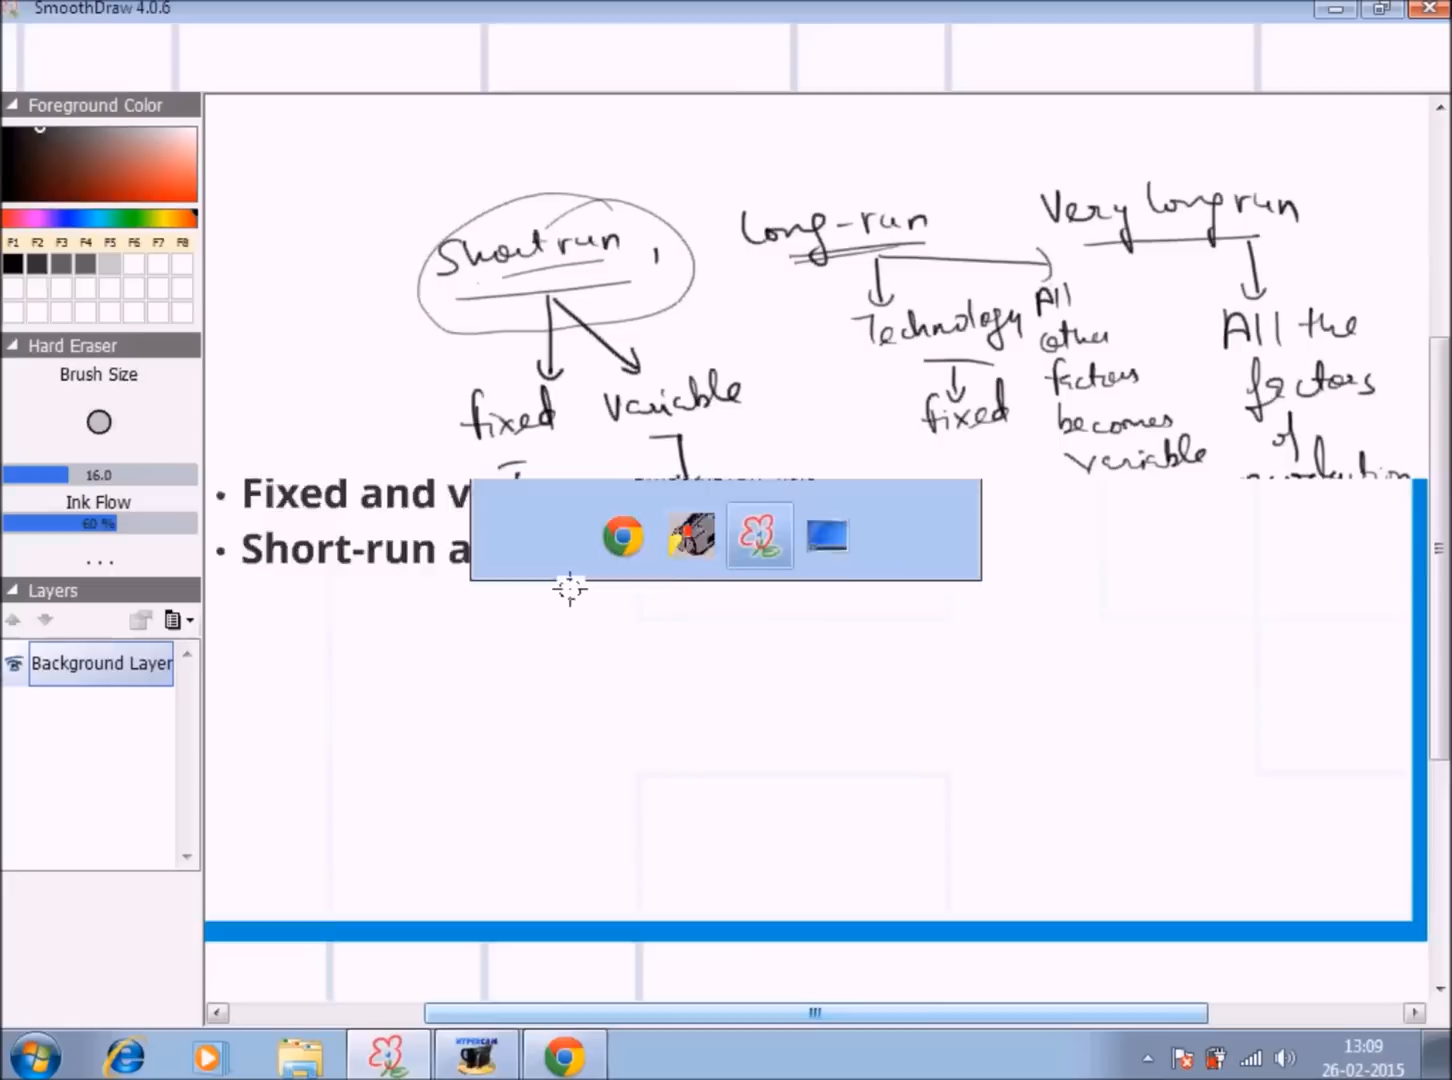 SmoothDraw 4.0.6
Foreground Color
F1 F2 F3 F4 F5 F6 F7 F8
Hard Eraser
Brush Size
16.0
Ink Flow
60 %
...
Layers
Background Layer
Short run,
fixed
variable
Long-run
Technology
fixed
All
other
factors
becomes
variable
Very long run
All the
factors
of
production
• Fixed and v
• Short-run a
HYPERCAM
13:09
26-02-2015